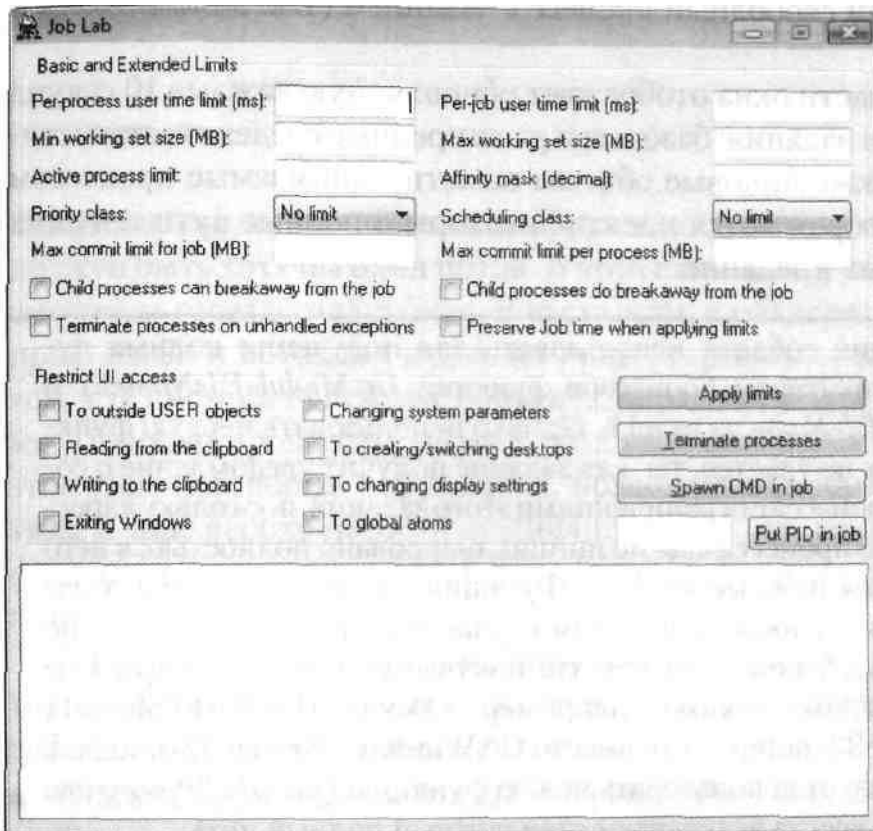 Job Lab
Basic and Extended Limits
Per-process user time limit (ms):
Per-job user time limit (ms):
Min working set size (MB):
Max working set size (MB):
Active process limit:
Affinity mask (decimal):
Priority class: No limit
Scheduling class: No limit
Max commit limit for job (MB):
Max commit limit per process (MB):
Child processes can breakaway from the job
Child processes do breakaway from the job
Terminate processes on unhandled exceptions
Preserve Job time when applying limits
Restrict UI access
To outside USER objects
Changing system parameters
Apply limits
Reading from the clipboard
To creating/switching desktops
Terminate processes
Writing to the clipboard
To changing display settings
Spawn CMD in job
Exiting Windows
To global atoms
Put PID in job